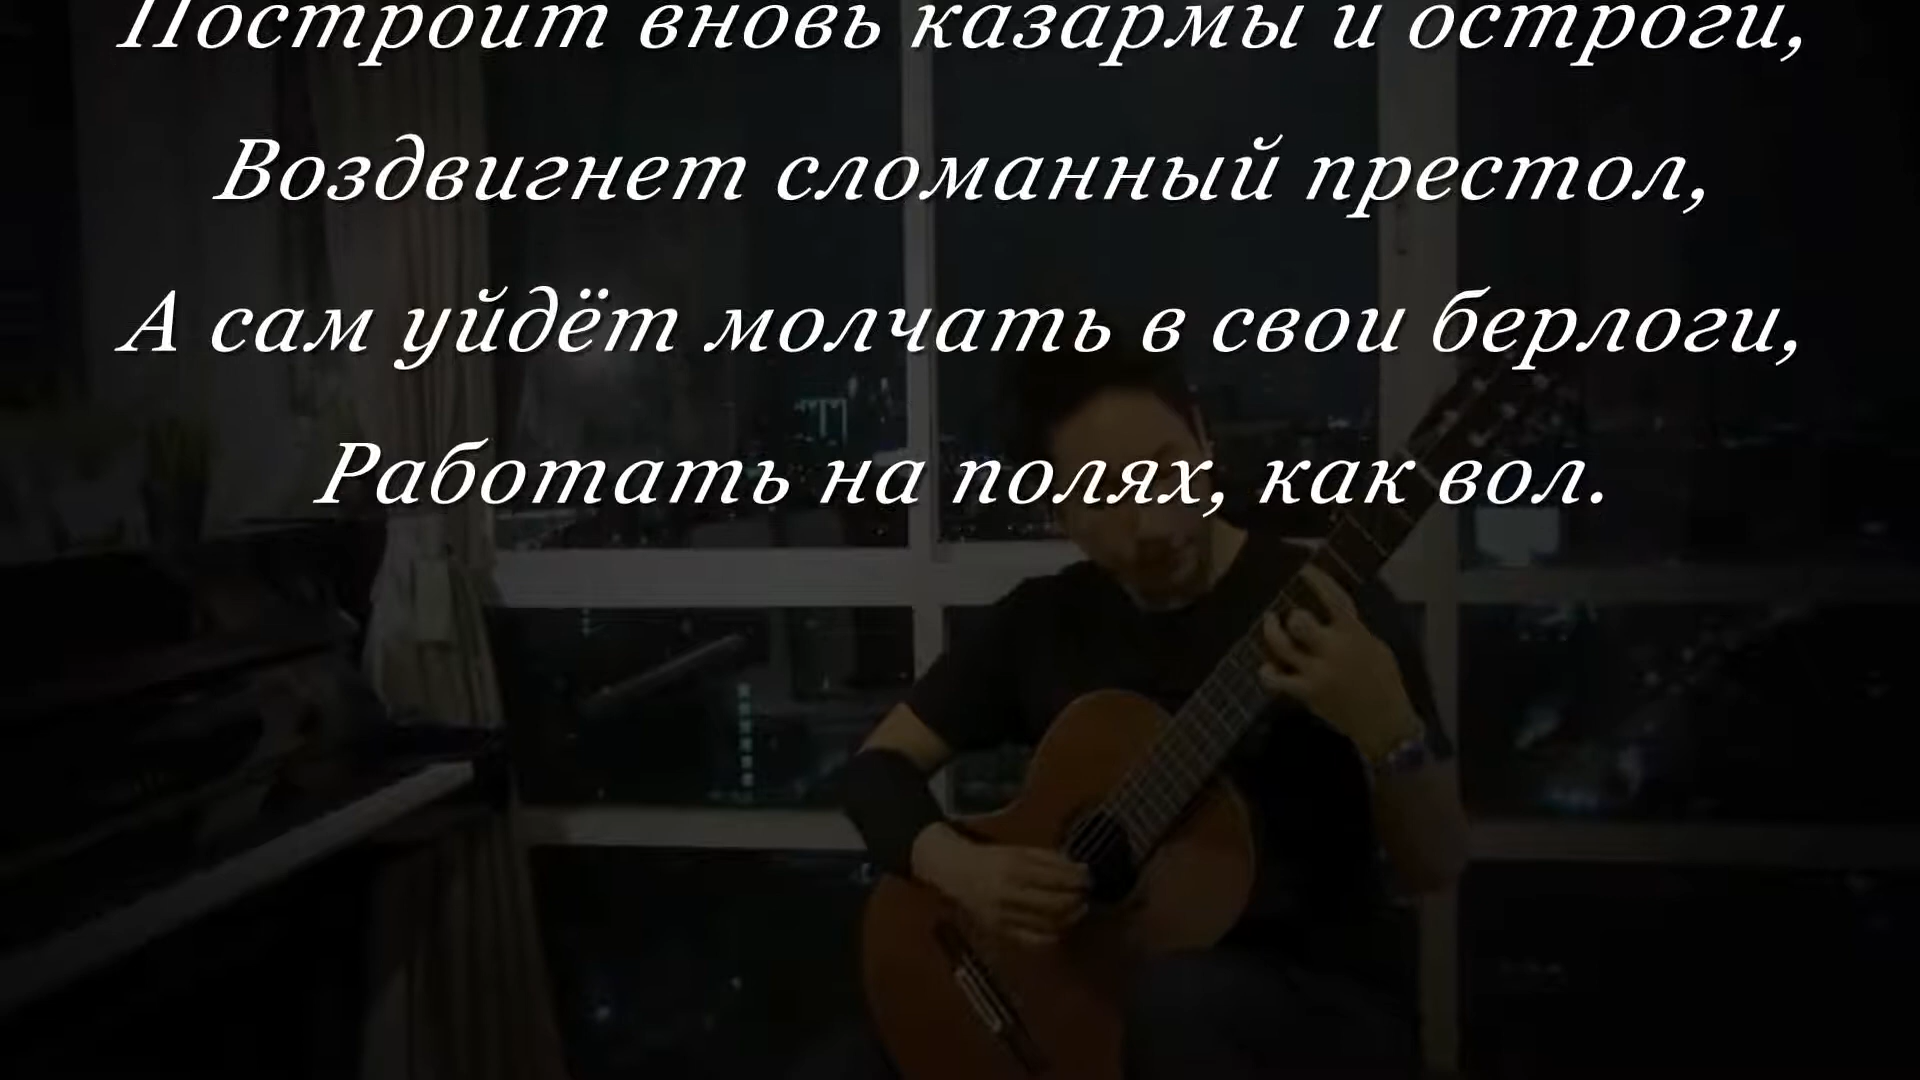 Построит вновь казармы и остроги,
Воздвигнет сломанный престол,
А сам уйдёт молчать в свои берлоги,
Работать на полях, как вол.